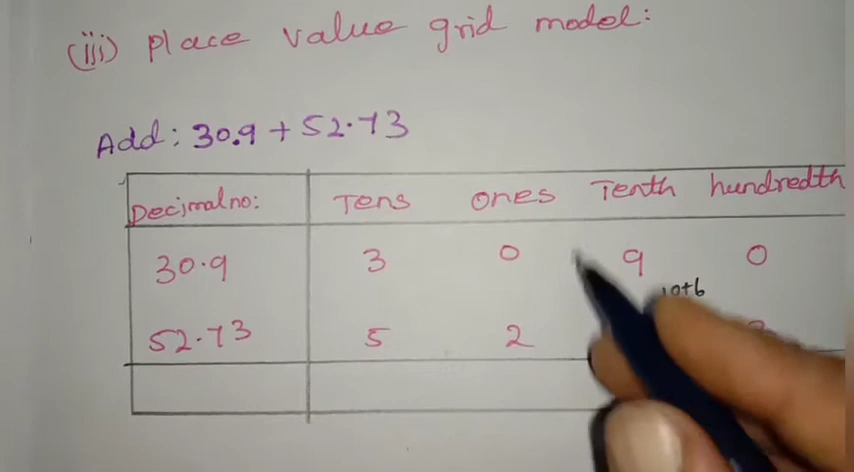 (iii) place value grid model:
Add: 30.9 + 52.73
Decimal no: Tens ones Tenth hundredth
30.9 3 0 9 0
10+6
52.73 5 2